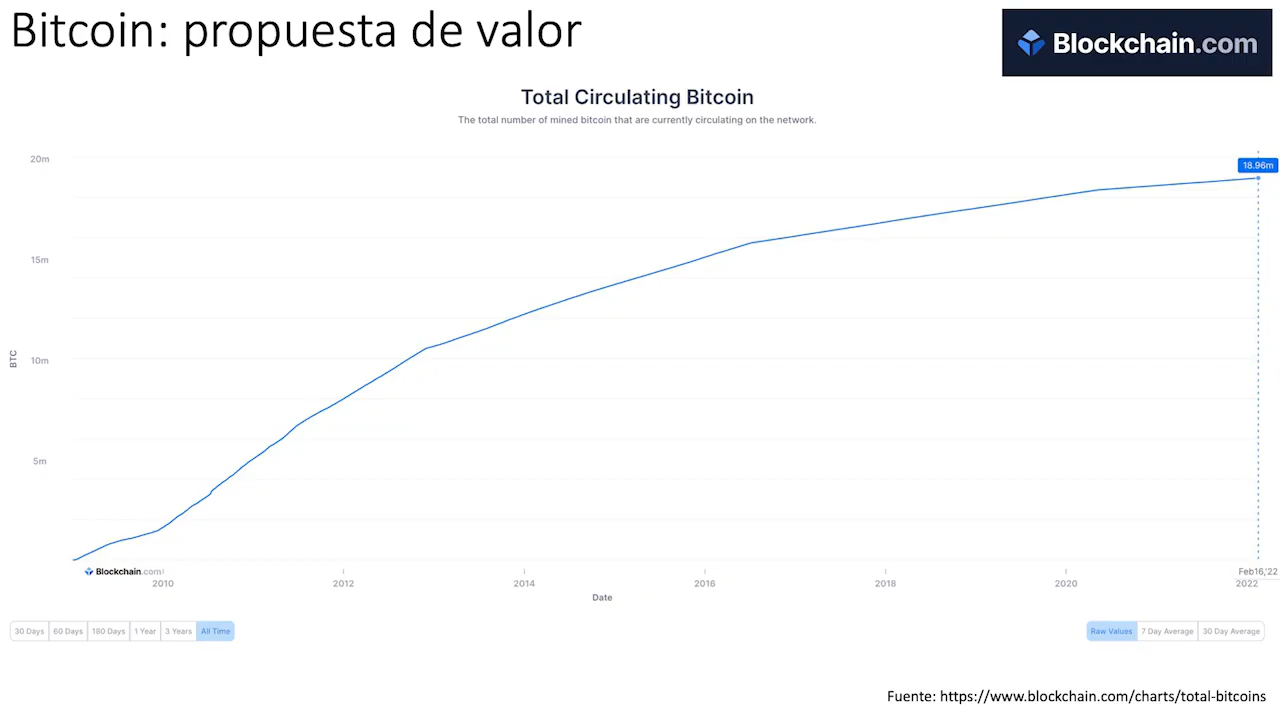 Bitcoin: propuesta de valor
Blockchain.com
Total Circulating Bitcoin
The total number of mined bitcoin that are currently circulating on the network.
20m
18.96m
15m
BTC
10m
5m
Blockchain.com
Feb16,'22
2010
2012
2014
2016
2018
2020
2022
Date
30 Days 60 Days 180 Days 1 Year 3 Years All Time
Raw Values 7 Day Average 30 Day Average
Fuente: https://www.blockchain.com/charts/total-bitcoins